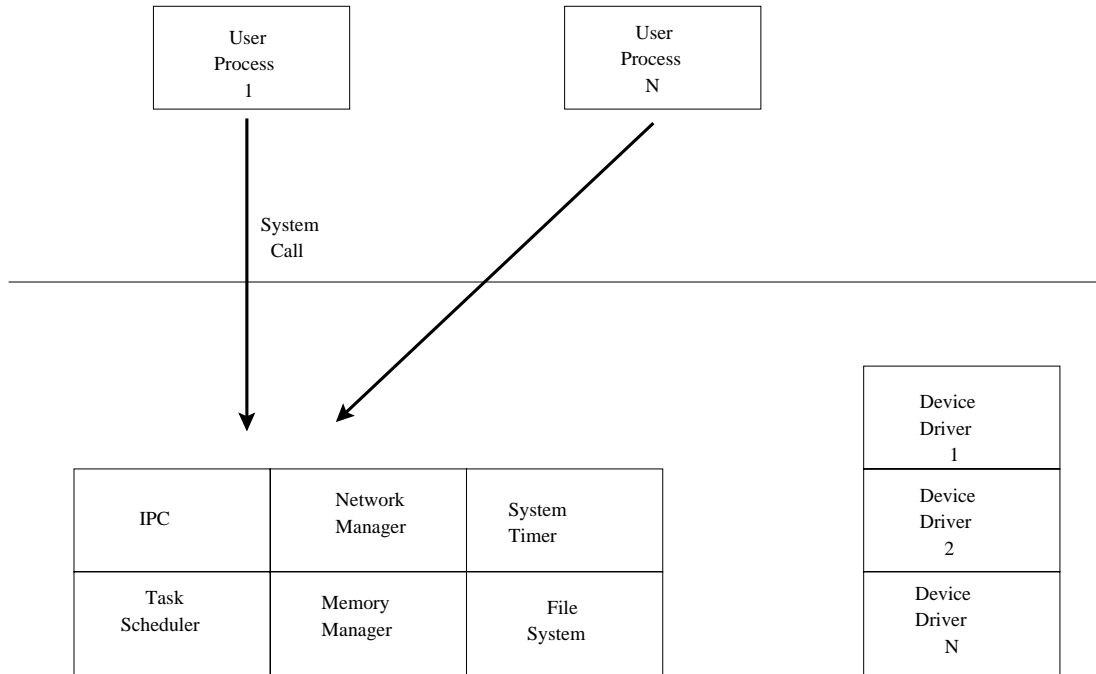 User
Process
1
User
Process
N
System
Call
Device
Driver
1
IPC
Network
Manager
System
Timer
Device
Driver
2
Task
Scheduler
Memory
Manager
File
System
Device
Driver
N